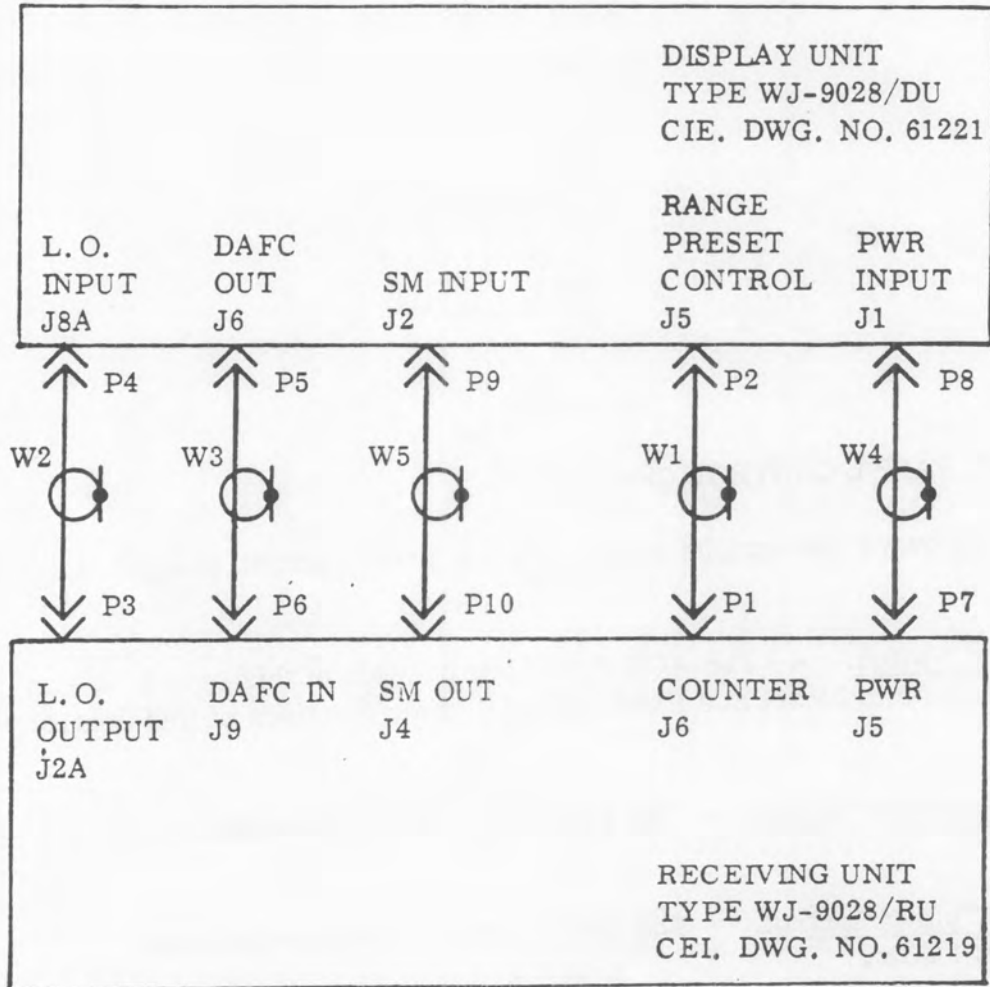 DISPLAY UNIT
TYPE WJ-9028/DU
CIE. DWG. NO. 61221
L. O.
INPUT
J8A
DAFC
OUT
J6
SM INPUT
J2
RANGE
PRESET
CONTROL
J5
PWR
INPUT
J1
P4
P5
P9
P2
P8
W2
W3
W5
W1
W4
P3
P6
P10
P1
P7
L. O.
OUTPUT
J2A
DAFC IN
J9
SM OUT
J4
COUNTER
J6
PWR
J5
RECEIVING UNIT
TYPE WJ-9028/RU
CEI. DWG. NO. 61219